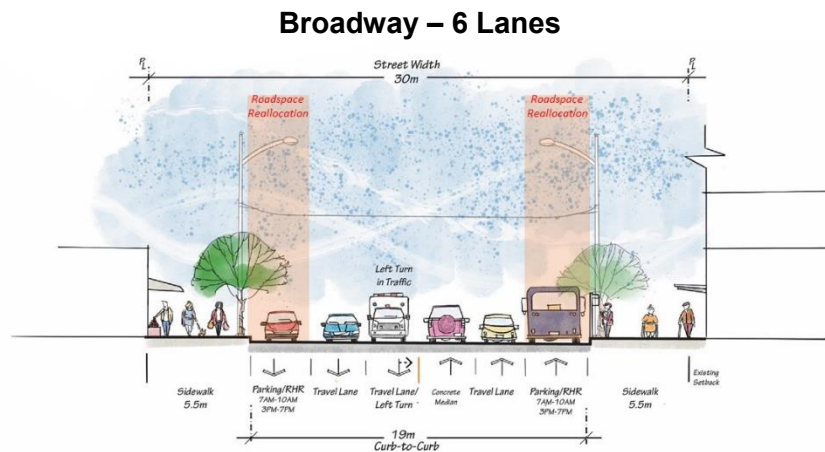 Broadway – 6 Lanes
PL
Street Width
30m
PL
Roadspace
Reallocation
Roadspace
Reallocation
Left Turn
in Traffic
Sidewalk
5.5m
Parking/RHR
7AM-10AM
3PM-7PM
Travel Lane
Travel Lane/
Left Turn
Concrete
Median
Travel Lane
Parking/RHR
7AM-10AM
3PM-7PM
Sidewalk
5.5m
Existing
Setback
19m
Curb-to-Curb